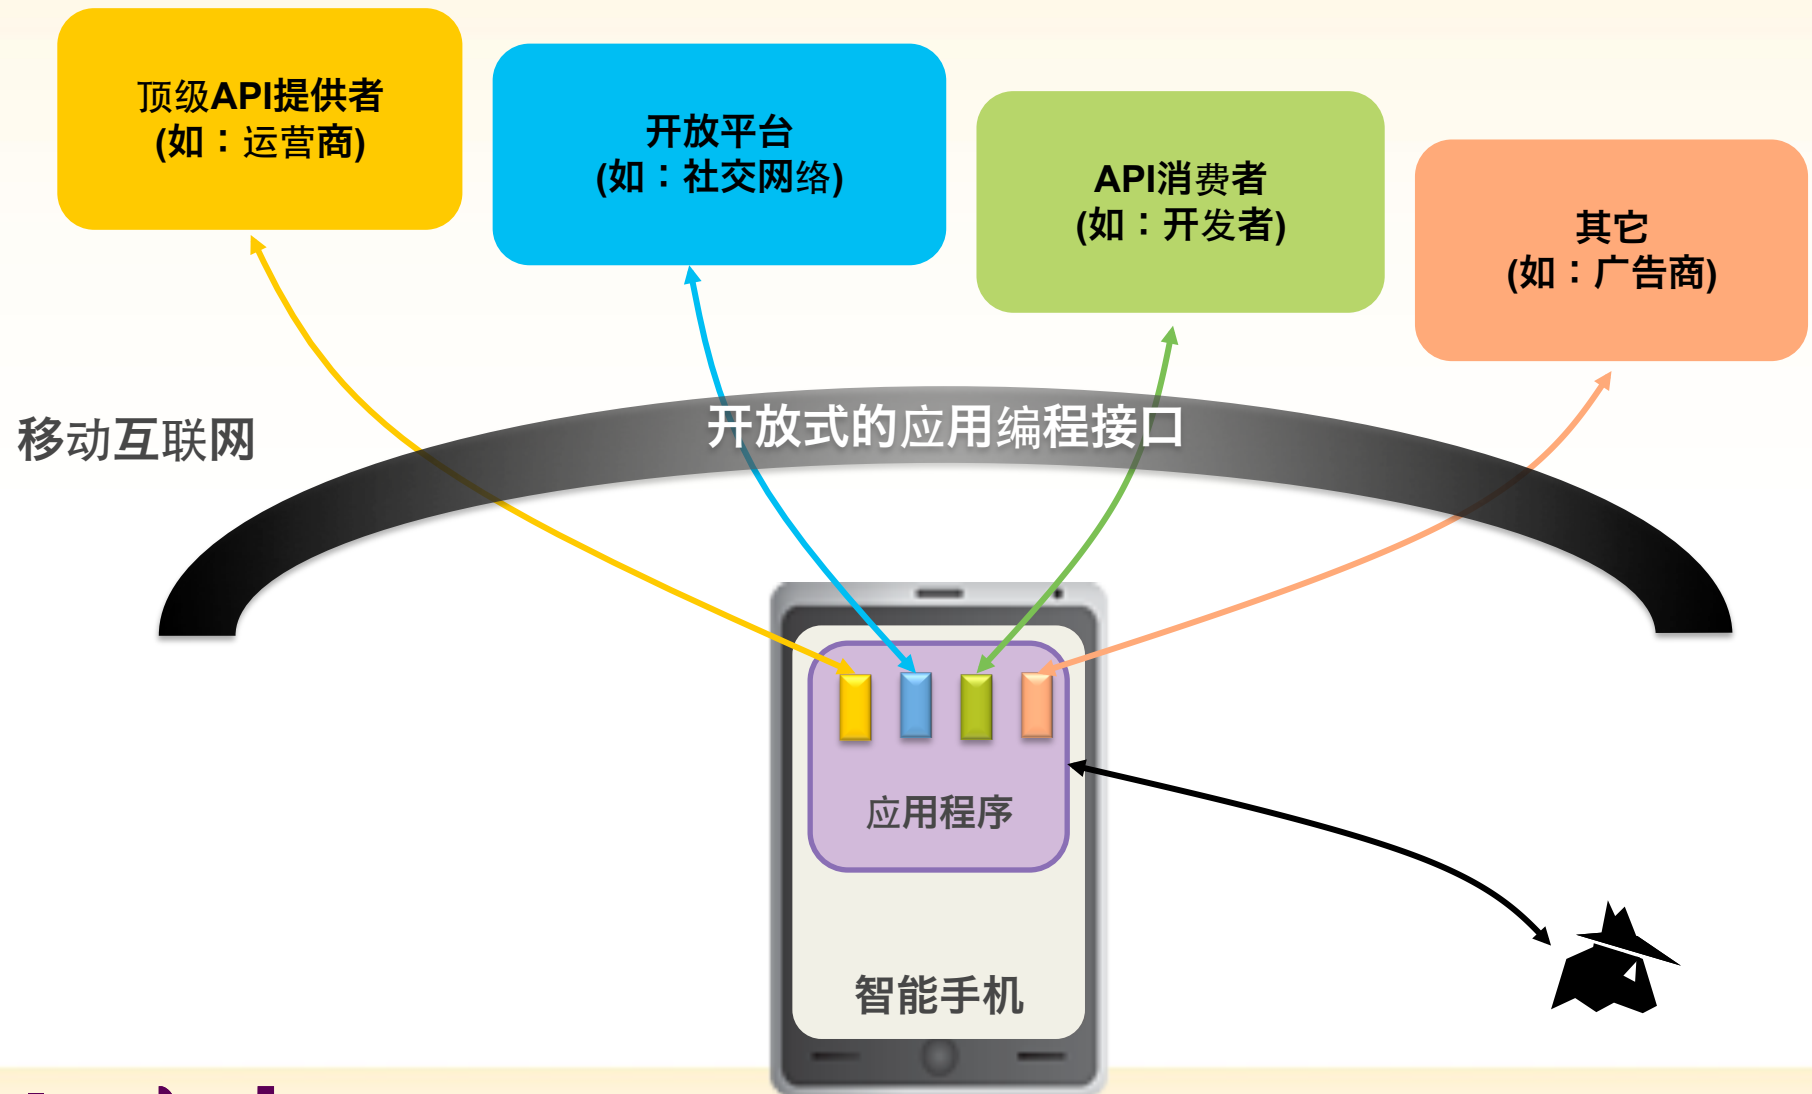 顶级API提供者
(如：运营商)
开放平台
(如：社交网络)
API消费者
(如：开发者)
其它
(如：广告商)
开放式的应用编程接口
移动互联网
应用程序
智能手机